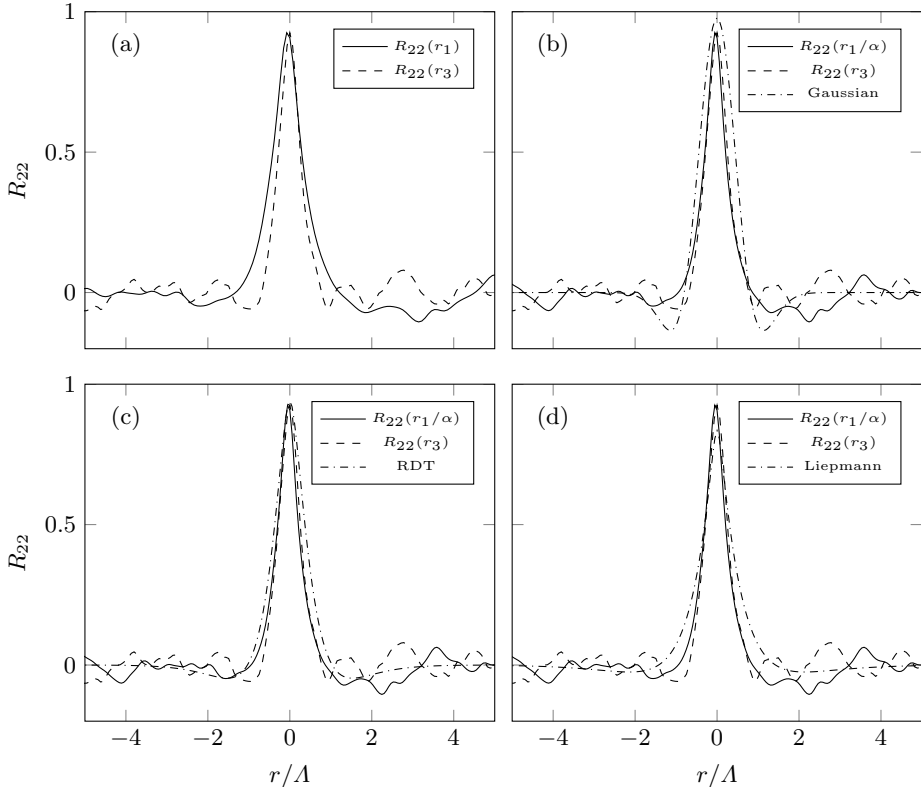 (a)
R22(r1)
R22(r3)
(b)
R22(r1/α)
R22(r3)
Gaussian
1
0.5
0
R22
(c)
R22(r1/α)
R22(r3)
RDT
(d)
R22(r1/α)
R22(r3)
Liepmann
1
0.5
0
R22
−4 −2 0 2 4
−4 −2 0 2 4
r/Λ
r/Λ